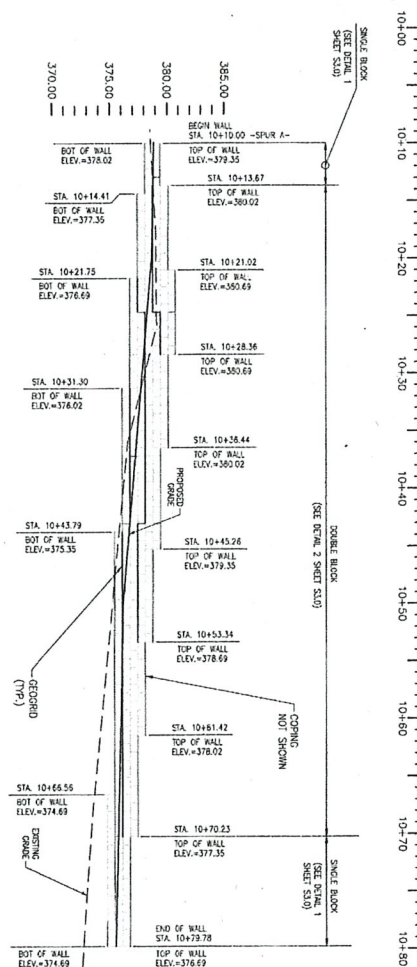 10+00
10+10
10+20
10+30
10+40
10+50
10+60
10+70
10+80
SINGLE BLOCK
(SEE DETAIL 1
SHEET S3.0)
DOUBLE BLOCK
(SEE DETAIL 2 SHEET S3.0)
SINGLE BLOCK
(SEE DETAIL 1
SHEET S3.0)
385.00
380.00
375.00
370.00
BEGIN WALL
STA. 10+10.00 -SPUR A-
TOP OF WALL
ELEV.=379.35
STA. 10+13.67
TOP OF WALL
ELEV.=380.02
STA. 10+21.02
TOP OF WALL
ELEV.=380.69
STA. 10+28.36
TOP OF WALL
ELEV.=380.69
STA. 10+36.44
TOP OF WALL
ELEV.=380.02
STA. 10+45.26
TOP OF WALL
ELEV.=379.35
STA. 10+53.34
TOP OF WALL
ELEV.=378.69
STA. 10+61.42
TOP OF WALL
ELEV.=378.02
STA. 10+70.23
TOP OF WALL
ELEV.=377.35
END OF WALL
STA. 10+79.78
TOP OF WALL
ELEV.=376.69
COPING
NOT SHOWN
PROPOSED
GRADE
BOT OF WALL
ELEV.=378.02
STA. 10+14.41
BOT OF WALL
ELEV.=377.35
STA. 10+21.75
BOT OF WALL
ELEV.=376.69
STA. 10+31.30
BOT OF WALL
ELEV.=376.02
STA. 10+43.79
BOT OF WALL
ELEV.=375.35
GEOGRID
(TYP.)
STA. 10+66.56
BOT OF WALL
ELEV.=374.69
EXISTING
GRADE
BOT OF WALL
ELEV.=374.69